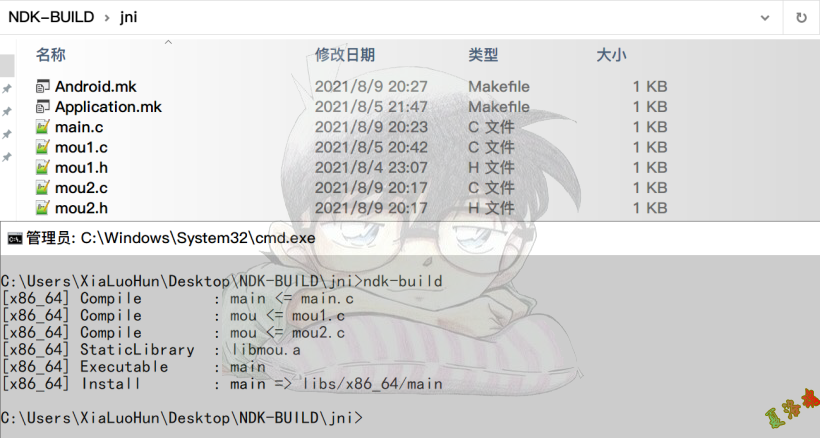 NDK-BUILD › jni
名称 修改日期 类型 大小
Android.mk 2021/8/9 20:27 Makefile 1 KB
Application.mk 2021/8/5 21:47 Makefile 1 KB
main.c 2021/8/9 20:23 C 文件 1 KB
mou1.c 2021/8/5 20:42 C 文件 1 KB
mou1.h 2021/8/4 23:07 H 文件 1 KB
mou2.c 2021/8/9 20:17 C 文件 1 KB
mou2.h 2021/8/9 20:17 H 文件 1 KB
管理员: C:\Windows\System32\cmd.exe
C:\Users\XiaLuoHun\Desktop\NDK-BUILD\jni>ndk-build
[x86_64] Compile : main <= main.c
[x86_64] Compile : mou <= mou1.c
[x86_64] Compile : mou <= mou2.c
[x86_64] StaticLibrary : libmou.a
[x86_64] Executable : main
[x86_64] Install : main => libs/x86_64/main
C:\Users\XiaLuoHun\Desktop\NDK-BUILD\jni>